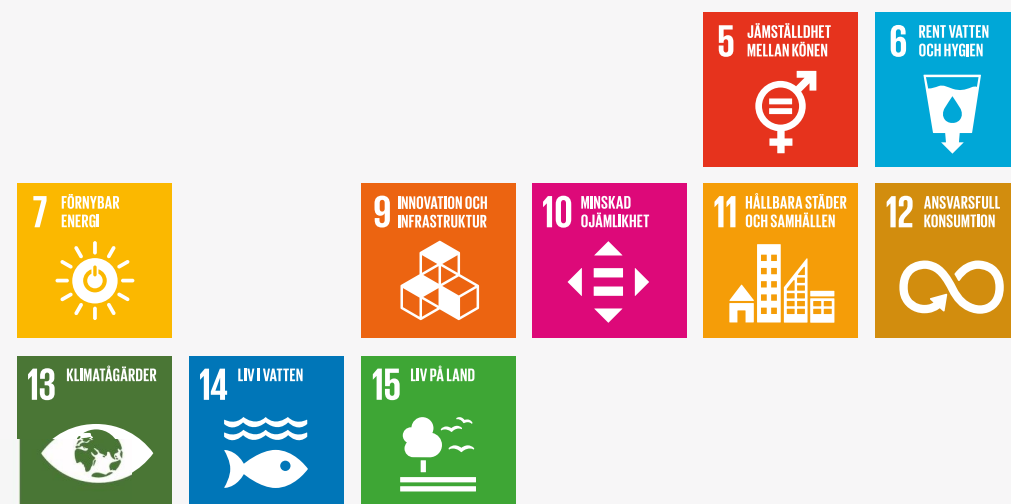 5 JÄMSTÄLLDHET
MELLAN KÖNEN
6 RENT VATTEN
OCH HYGIEN
7 FÖRNYBAR
ENERGI
9 INNOVATION OCH
INFRASTRUKTUR
10 MINSKAD
OJÄMLIKHET
11 HÅLLBARA STÄDER
OCH SAMHÄLLEN
12 ANSVARSFULL
KONSUMTION
13 KLIMATÅGÄRDER
14 LIV I VATTEN
15 LIV PÅ LAND